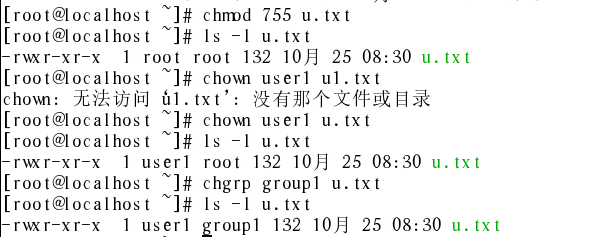 [root@localhost ~]# chmod 755 u.txt
[root@localhost ~]# ls -l u.txt
-rwxr-xr-x  1 root root 132 10月 25 08:30 u.txt
[root@localhost ~]# chown user1 u1.txt
chown: 无法访问 ‘u1.txt’: 没有那个文件或目录
[root@localhost ~]# chown user1 u.txt
[root@localhost ~]# ls -l u.txt
-rwxr-xr-x  1 user1 root 132 10月 25 08:30 u.txt
[root@localhost ~]# chgrp group1 u.txt
[root@localhost ~]# ls -l u.txt
-rwxr-xr-x  1 user1 group1 132 10月 25 08:30 u.txt